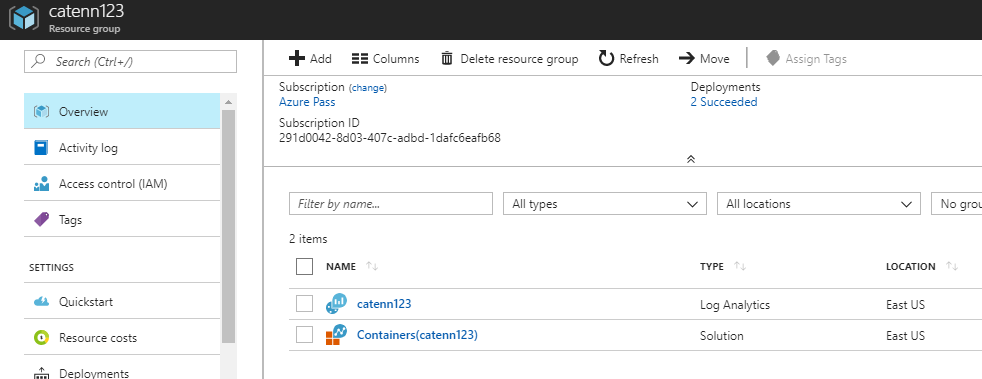 catenn123
Resource group
Search (Ctrl+/)
Overview
Activity log
Access control (IAM)
Tags
SETTINGS
Quickstart
Resource costs
Deployments
Add Columns Delete resource group Refresh Move Assign Tags
Subscription (change) Deployments
Azure Pass 2 Succeeded
Subscription ID
291d0042-8d03-407c-adbd-1dafc6eafb68
Filter by name... All types All locations No grou
2 items
NAME TYPE LOCATION
catenn123 Log Analytics East US
Containers(catenn123) Solution East US